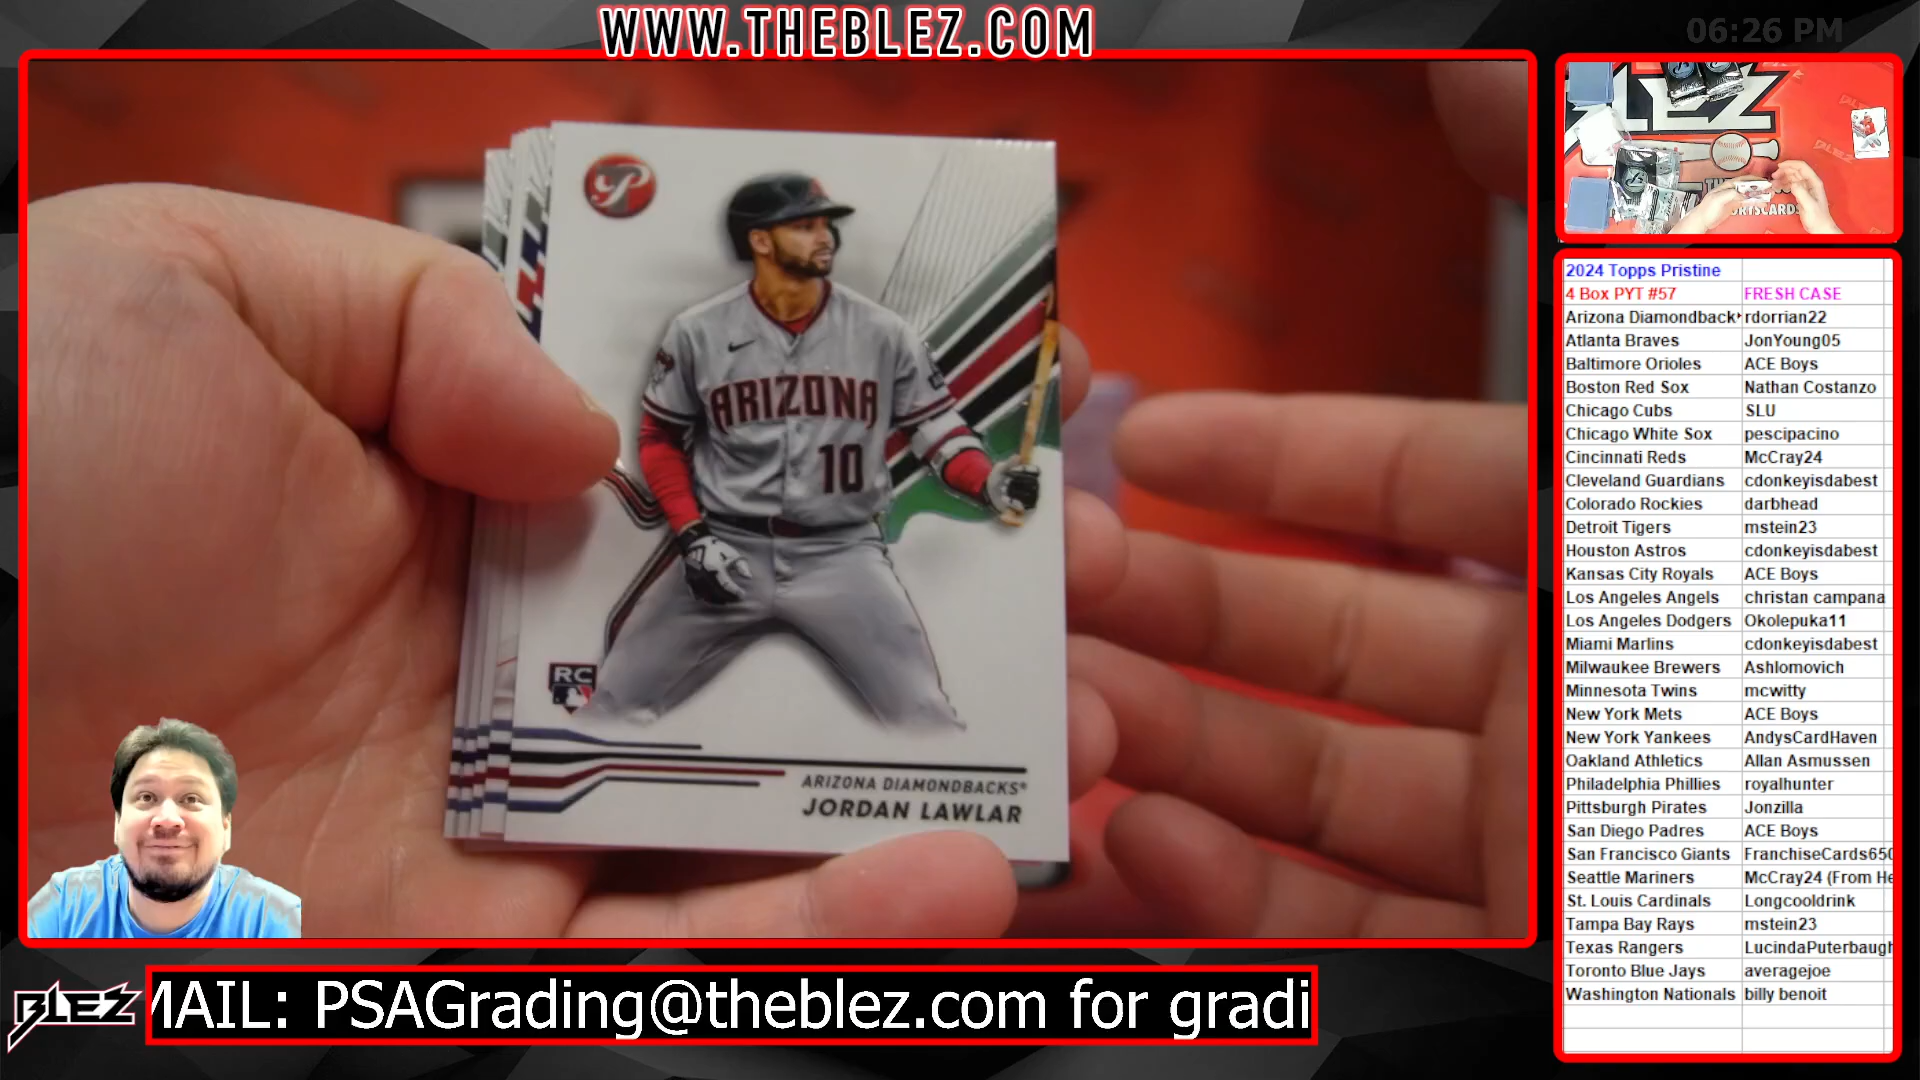 WWW.THEBLEZ.COM
06:26 PM
P
ARIZONA
10
RC
ARIZONA DIAMONDBACKS*
JORDAN LAWLAR
BLEZ
MAIL: PSAGrading@theblez.com for gradi
2024 Topps Pristine
4 Box PYT #57 FRESH CASE
Arizona Diamondback* rdorrian22
Atlanta Braves JonYoung05
Baltimore Orioles ACE Boys
Boston Red Sox Nathan Costanzo
Chicago Cubs SLU
Chicago White Sox pescipacino
Cincinnati Reds McCray24
Cleveland Guardians cdonkeyisdabest
Colorado Rockies darbhead
Detroit Tigers mstein23
Houston Astros cdonkeyisdabest
Kansas City Royals ACE Boys
Los Angeles Angels christan campana
Los Angeles Dodgers Okolepuka11
Miami Marlins cdonkeyisdabest
Milwaukee Brewers Ashlomovich
Minnesota Twins mcwitty
New York Mets ACE Boys
New York Yankees AndysCardHaven
Oakland Athletics Allan Asmussen
Philadelphia Phillies royalhunter
Pittsburgh Pirates Jonzilla
San Diego Padres ACE Boys
San Francisco Giants FranchiseCards650
Seattle Mariners McCray24 (From He
St. Louis Cardinals Longcooldrink
Tampa Bay Rays mstein23
Texas Rangers LucindaPuterbaugh
Toronto Blue Jays averagejoe
Washington Nationals billy benoit